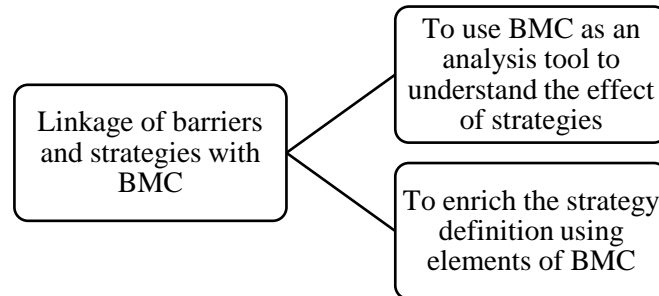 Linkage of barriers
and strategies with
BMC
To use BMC as an
analysis tool to
understand the effect
of strategies
To enrich the strategy
definition using
elements of BMC